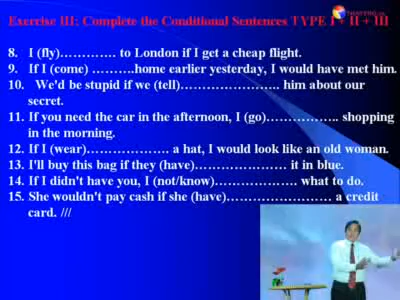 Exercise III: Complete the Conditional Sentences TYPE I + II + III
8. I (fly)…………. to London if I get a cheap flight.
9. If I (come) ……….home earlier yesterday, I would have met him.
10. We'd be stupid if we (tell)………………….. him about our
secret.
11. If you need the car in the afternoon, I (go)…………….. shopping
in the morning.
12. If I (wear)………………. a hat, I would look like an old woman.
13. I'll buy this bag if they (have)………………… it in blue.
14. If I didn't have you, I (not/know)………………. what to do.
15. She wouldn't pay cash if she (have)…………………… a credit
card. ///